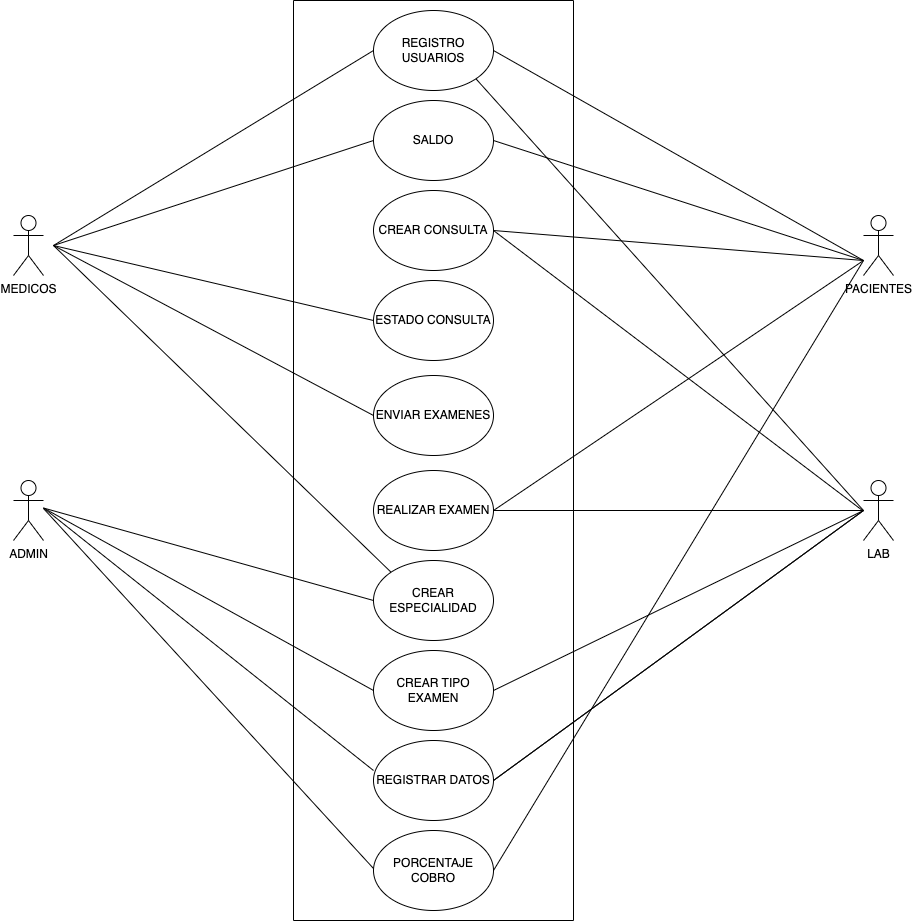 REGISTRO
USUARIOS
SALDO
CREAR CONSULTA
MEDICOS
PACIENTES
ESTADO CONSULTA
ENVIAR EXAMENES
REALIZAR EXAMEN
ADMIN
LAB
CREAR
ESPECIALIDAD
CREAR TIPO
EXAMEN
REGISTRAR DATOS
PORCENTAJE
COBRO